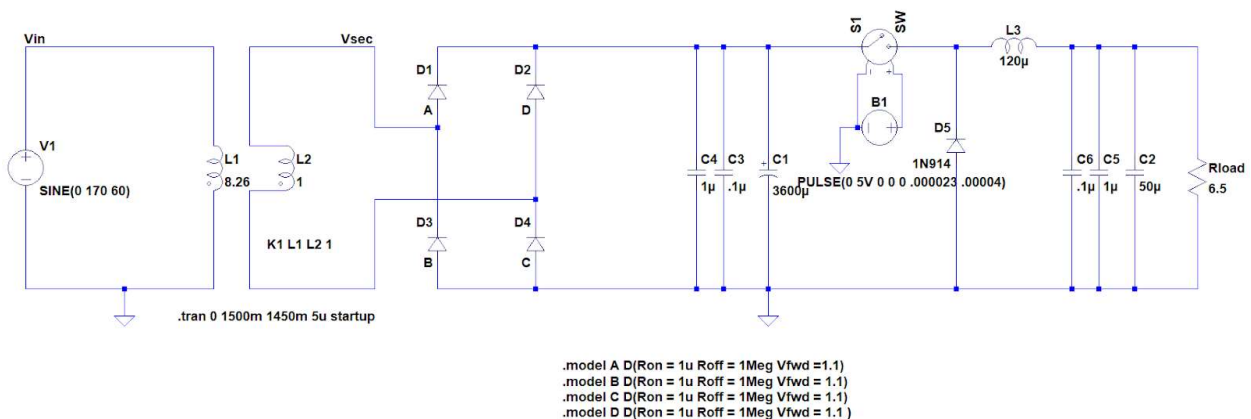 Vin
Vsec
V1
SINE(0 170 60)
L1
8.26
L2
1
K1 L1 L2 1
.tran 0 1500m 1450m 5u startup
D1
A
D2
D
D3
B
D4
C
C4
1µ
C3
.1µ
C1
3600µ
S1
SW
B1
PULSE(0 5V 0 0 0 .000023 .00004)
D5
1N914
L3
120µ
C6
.1µ
C5
1µ
C2
50µ
Rload
6.5
.model A D(Ron = 1u Roff = 1Meg Vfwd =1.1)
.model B D(Ron = 1u Roff = 1Meg Vfwd = 1.1)
.model C D(Ron = 1u Roff = 1Meg Vfwd = 1.1)
.model D D(Ron = 1u Roff = 1Meg Vfwd = 1.1 )